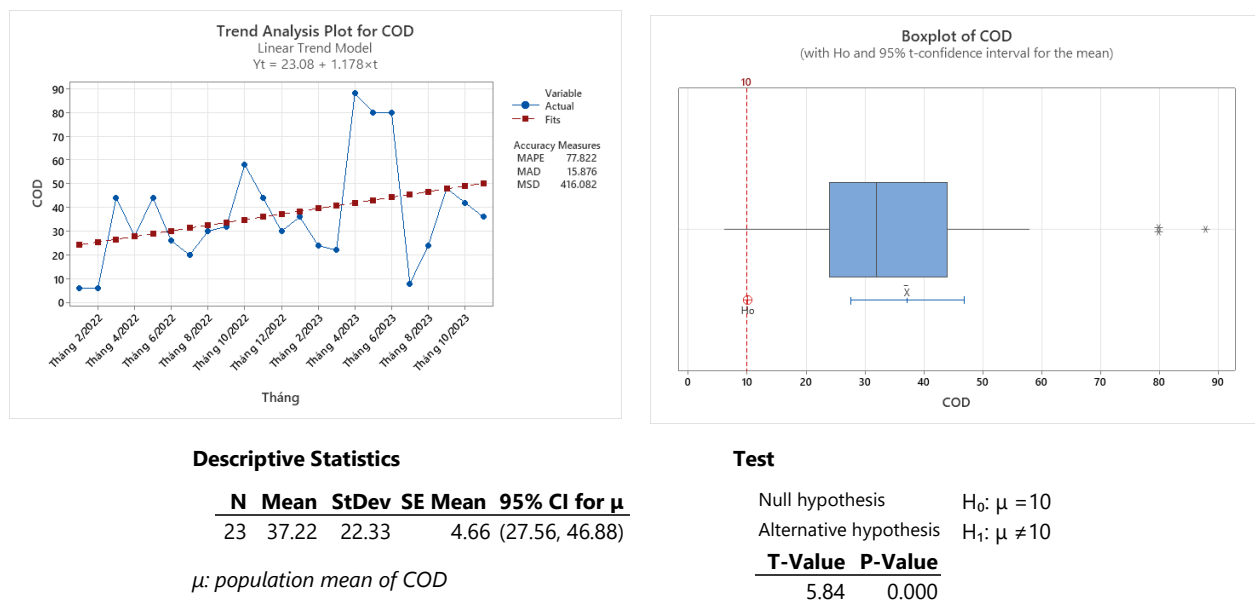 Trend Analysis Plot for COD
Linear Trend Model
Yt = 23.08 + 1.178×t
90
80
70
60
50
40
30
20
10
0
COD
Tháng 2/2022
Tháng 4/2022
Tháng 6/2022
Tháng 8/2022
Tháng 10/2022
Tháng 12/2022
Tháng 2/2023
Tháng 4/2023
Tháng 6/2023
Tháng 8/2023
Tháng 10/2023
Tháng
Variable
Actual
Fits
Accuracy Measures
MAPE 77.822
MAD 15.876
MSD 416.082
Boxplot of COD
(with Ho and 95% t-confidence interval for the mean)
10
X̄
Ho
0 10 20 30 40 50 60 70 80 90
COD
Descriptive Statistics
N Mean StDev SE Mean 95% CI for μ
23 37.22 22.33 4.66 (27.56, 46.88)
μ: population mean of COD
Test
Null hypothesis H₀: μ = 10
Alternative hypothesis H₁: μ ≠ 10
T-Value P-Value
5.84 0.000